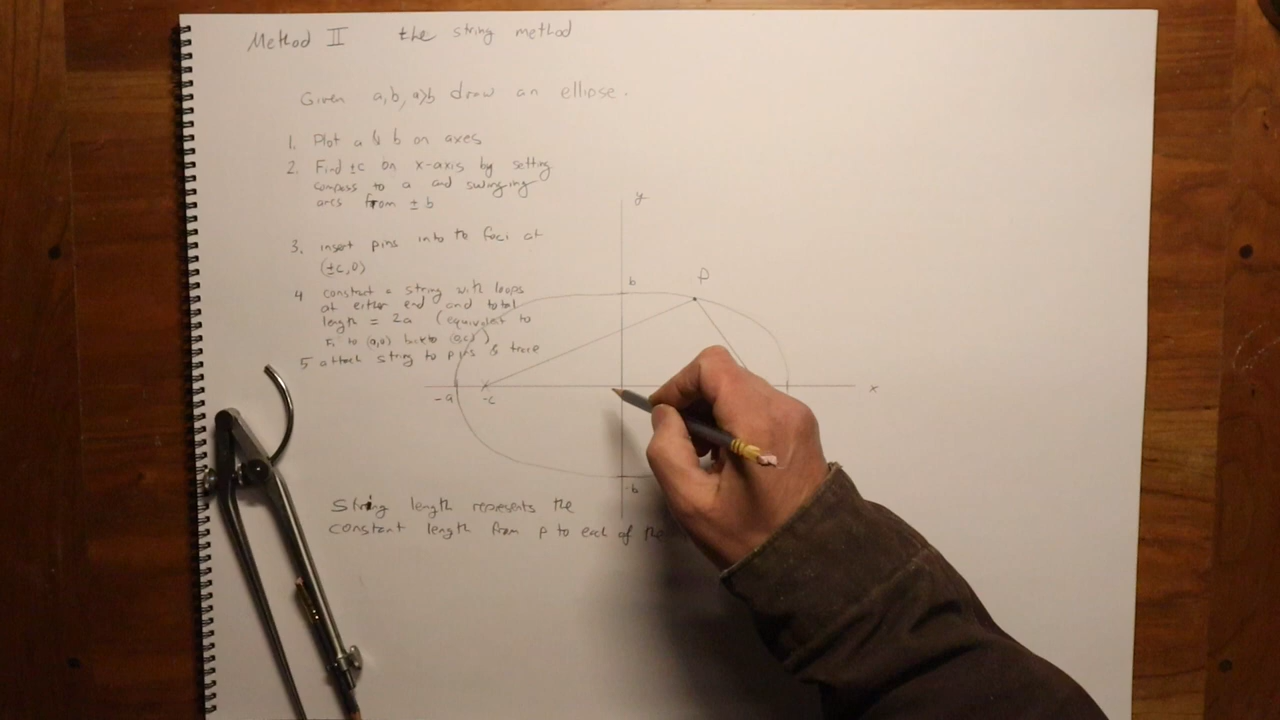 Method II the string method
Given a,b, a>b draw an ellipse.
1. Plot a & b on axes
2. Find ±c on x-axis by setting
compass to a and swinging
arcs from ± b
3. insert pins into the foci at
(±c,0)
4 construct a string with loops
at either end and total
length = 2a (equivalent to
F₁ to (a,0) back to (0,c))
5 attach string to pins & trace
y
b
P
-a
-c
x
-b
String length represents the
constant length from P to each of the